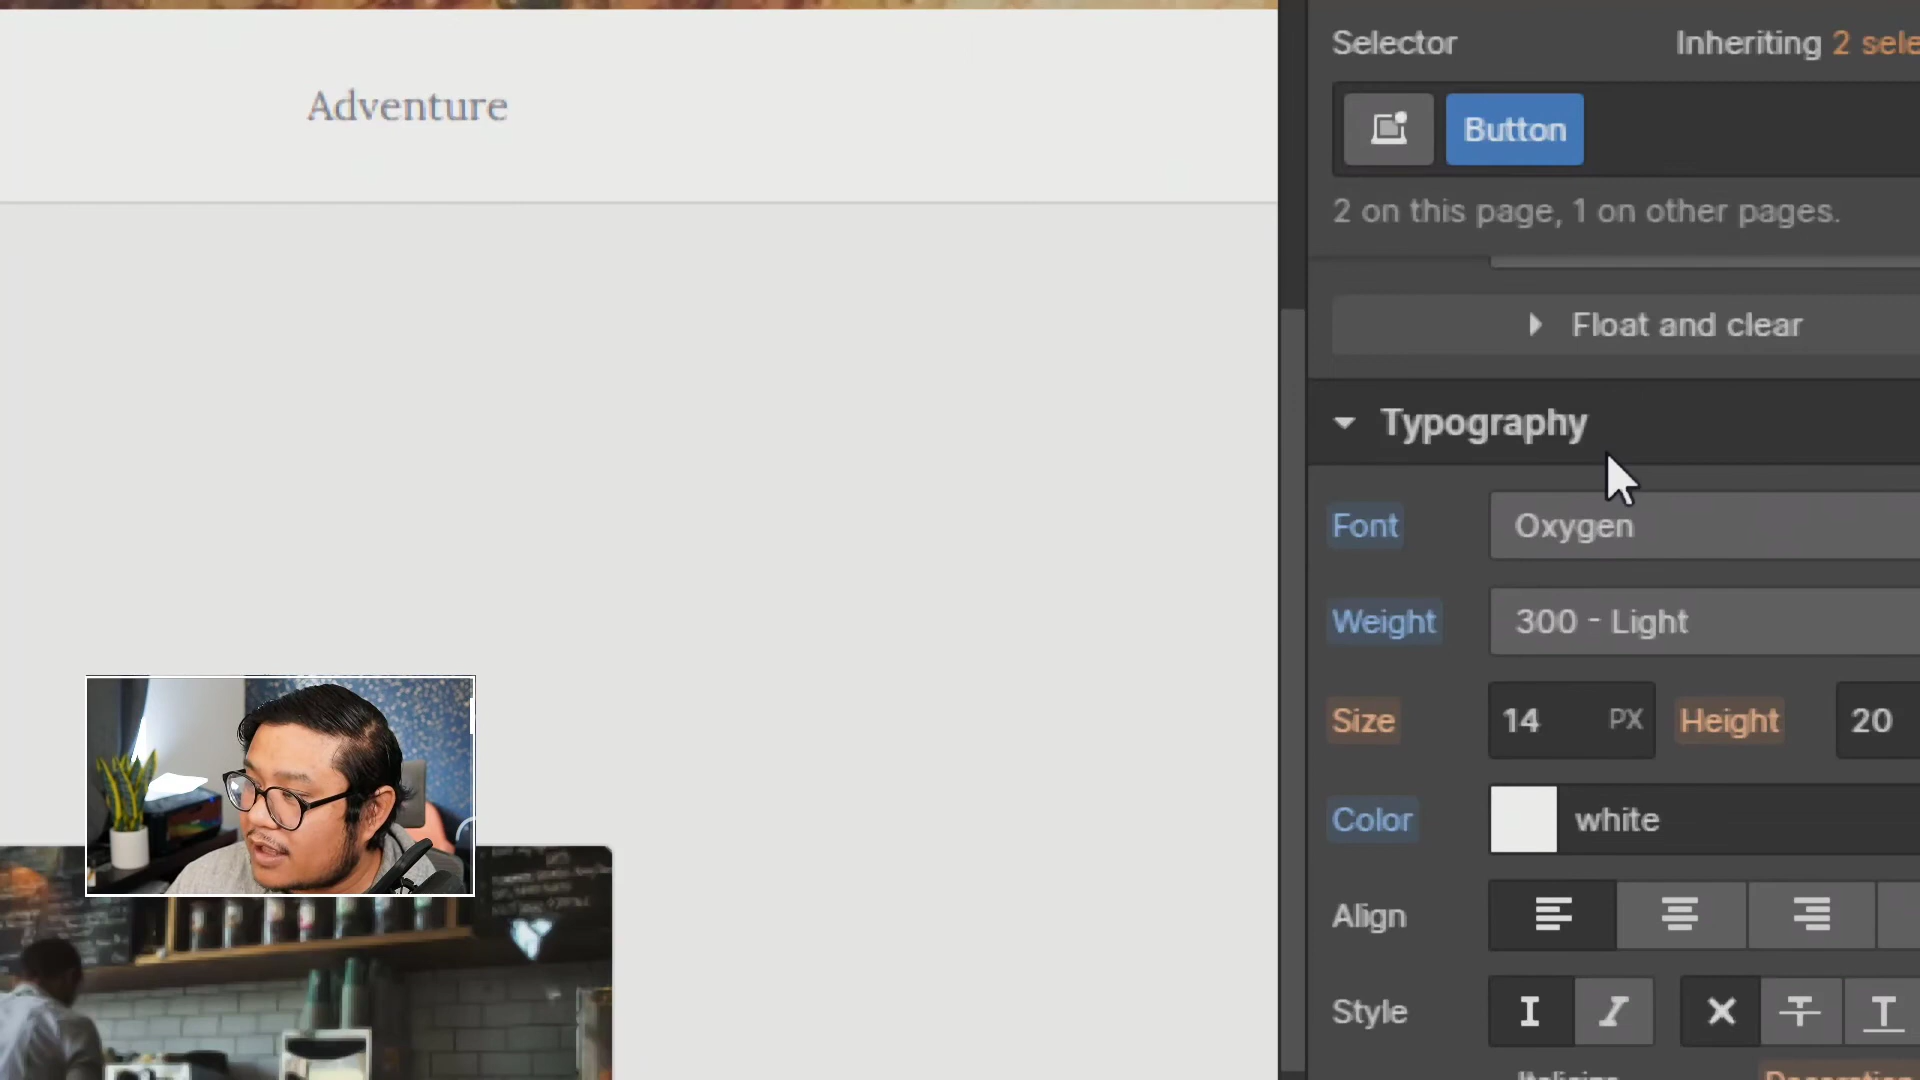 Adventure
Selector Inheriting 2 sele
Button
2 on this page, 1 on other pages.
Float and clear
Typography
Font Oxygen
Weight 300 - Light
Size 14 PX Height 20
Color white
Align
Style